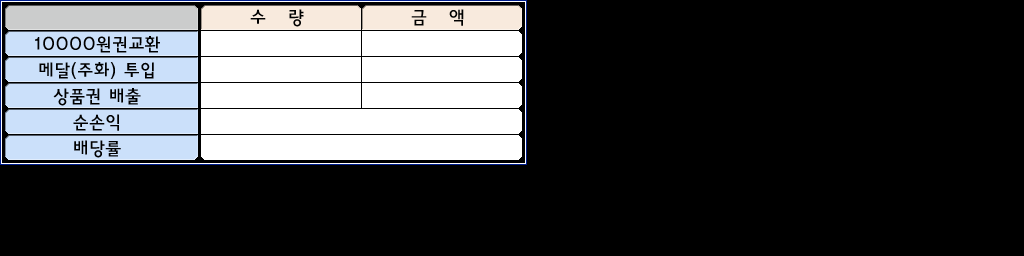 수 량 금 액
10000원권교환
메달(주화) 투입
상품권 배출
순손익
배당률